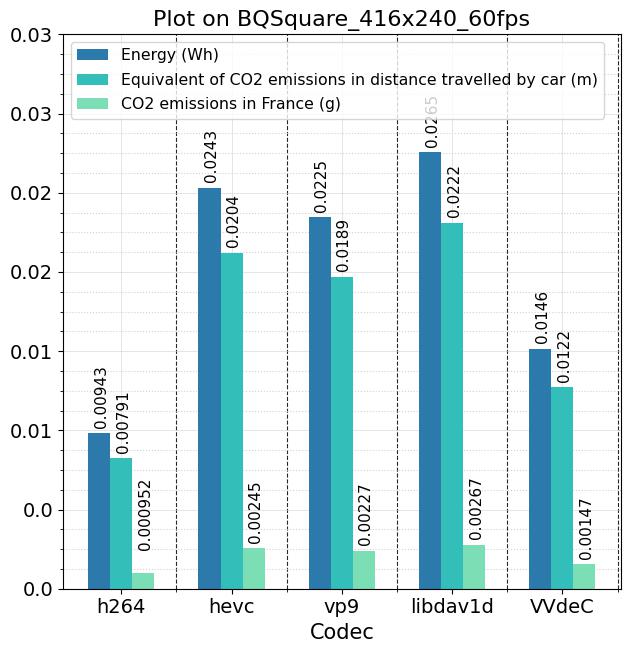 Plot on BQSquare_416x240_60fps
Energy (Wh)
Equivalent of CO2 emissions in distance travelled by car (m)
CO2 emissions in France (g)
0.03
0.03
0.02
0.02
0.01
0.01
0.0
0.0
0.00943
0.00791
0.000952
0.0243
0.0204
0.00245
0.0225
0.0189
0.00227
0.0265
0.0222
0.00267
0.0146
0.0122
0.00147
h264
hevc
vp9
libdav1d
VVdeC
Codec